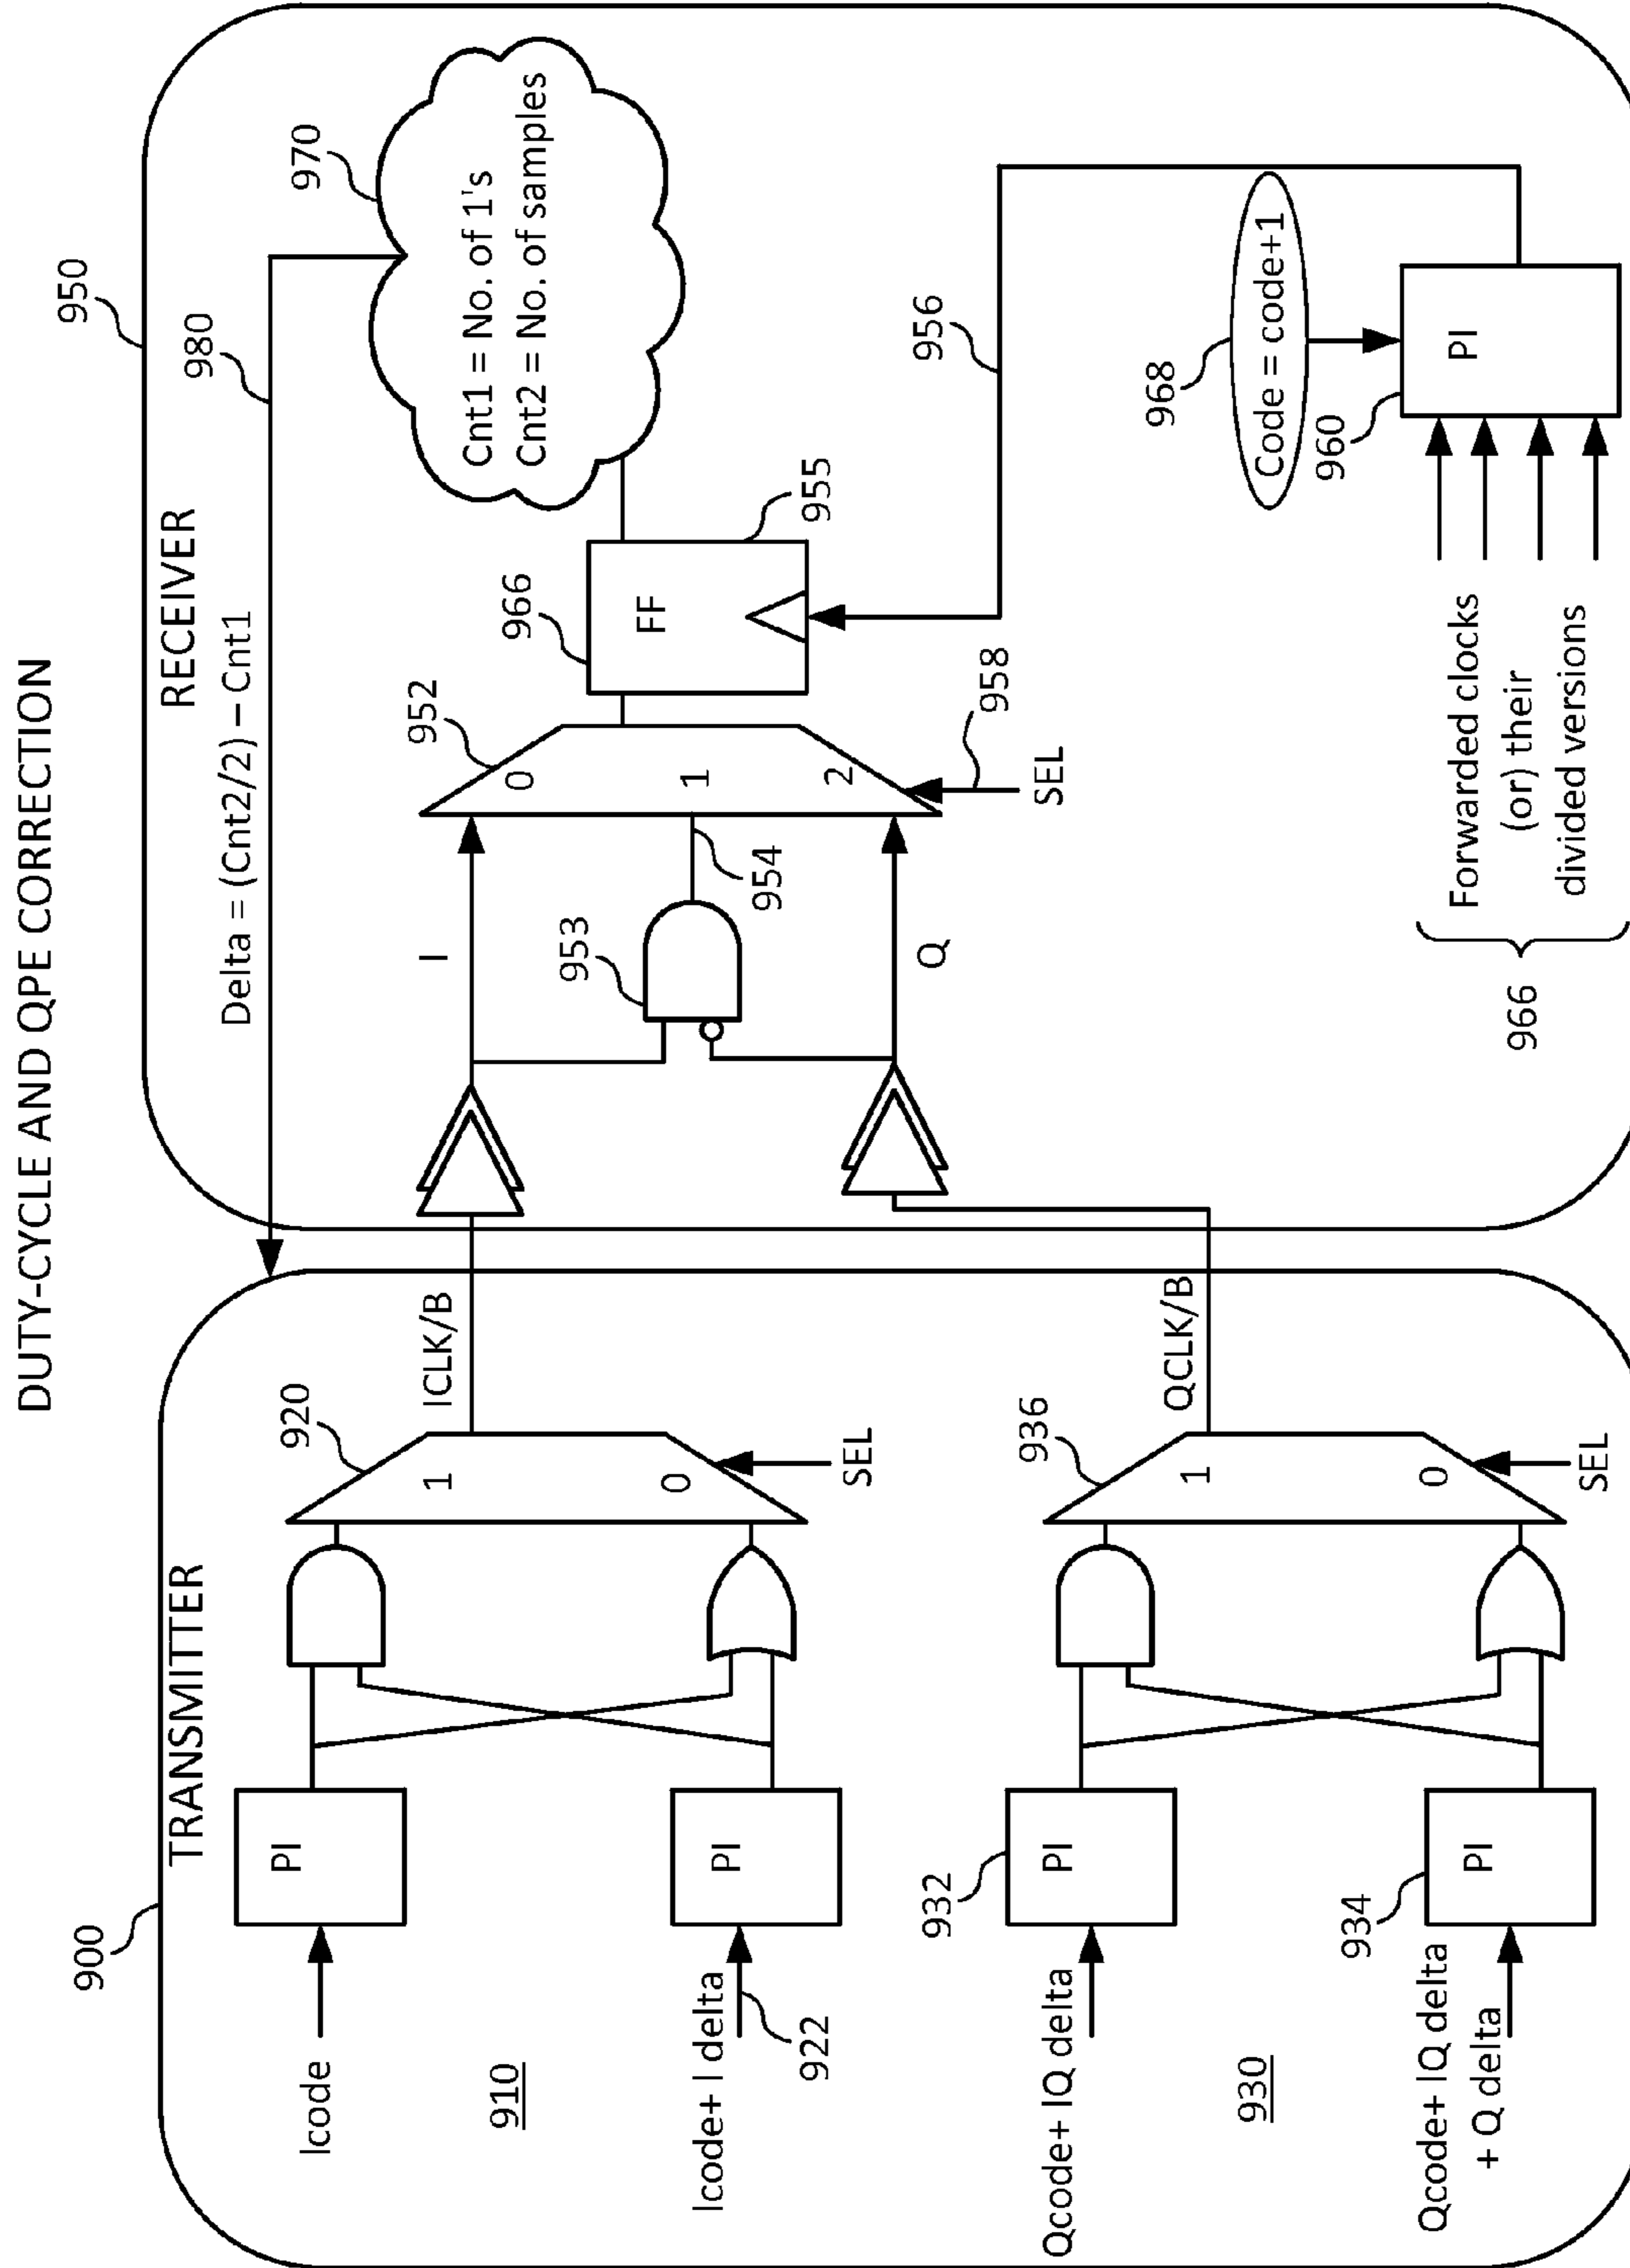 DUTY-CYCLE AND QPE CORRECTION
900
TRANSMITTER
Icode
PI
910
Icode+ I delta
922
PI
920
1
0
SEL
ICLK/B
Qcode+ IQ delta
932
PI
930
Qcode+ IQ delta
+ Q delta
934
PI
936
1
0
SEL
QCLK/B
950
RECEIVER
980
Delta = (Cnt2/2) – Cnt1
I
953
954
Q
952
0
1
2
958
SEL
966
FF
955
970
Cnt1 = No. of 1's
Cnt2 = No. of samples
956
968
Code = code+1
960
PI
Forwarded clocks
(or) their
divided versions
966